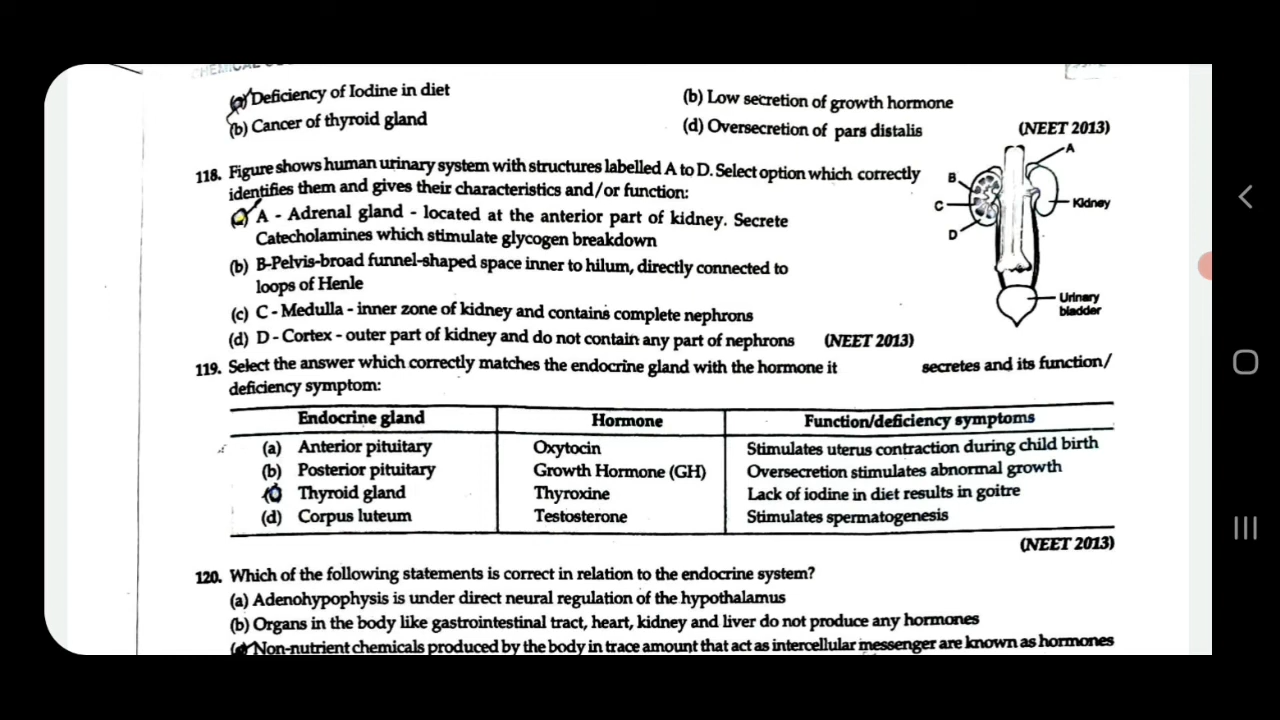 (a) Deficiency of Iodine in diet
(b) Low secretion of growth hormone
(b) Cancer of thyroid gland
(d) Oversecretion of pars distalis
(NEET 2013)
118. Figure shows human urinary system with structures labelled A to D. Select option which correctly
identifies them and gives their characteristics and/or function:
A - Adrenal gland - located at the anterior part of kidney. Secrete
Catecholamines which stimulate glycogen breakdown
(b) B-Pelvis-broad funnel-shaped space inner to hilum, directly connected to
loops of Henle
(c) C - Medulla - inner zone of kidney and contains complete nephrons
(d) D - Cortex - outer part of kidney and do not contain any part of nephrons (NEET 2013)
A
B
C
D
Kidney
Urinary
bladder
119. Select the answer which correctly matches the endocrine gland with the hormone it secretes and its function/
deficiency symptom:
Endocrine gland Hormone Function/deficiency symptoms
(a) Anterior pituitary Oxytocin Stimulates uterus contraction during child birth
(b) Posterior pituitary Growth Hormone (GH) Oversecretion stimulates abnormal growth
Thyroid gland Thyroxine Lack of iodine in diet results in goitre
(d) Corpus luteum Testosterone Stimulates spermatogenesis
(NEET 2013)
120. Which of the following statements is correct in relation to the endocrine system?
(a) Adenohypophysis is under direct neural regulation of the hypothalamus
(b) Organs in the body like gastrointestinal tract, heart, kidney and liver do not produce any hormones
Non-nutrient chemicals produced by the body in trace amount that act as intercellular messenger are known as hormones